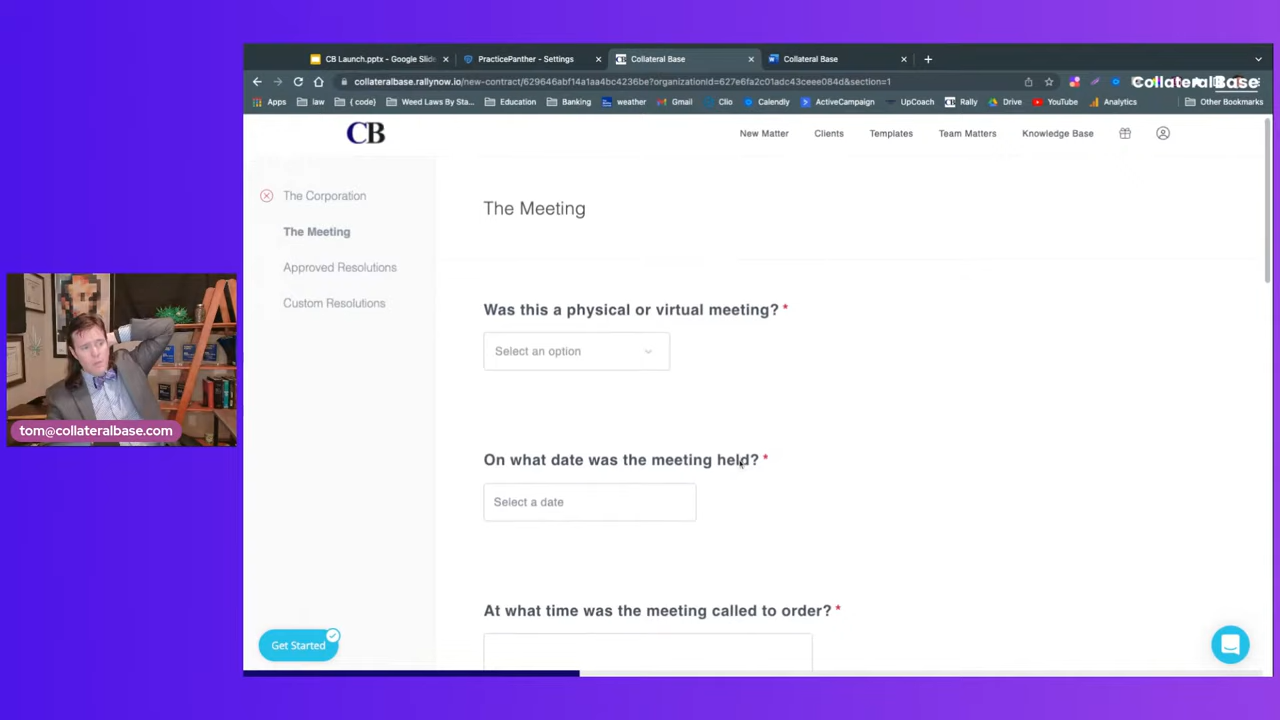 CB Launch.pptx - Google Slide
PracticePanther - Settings
CB Collateral Base
Collateral Base
collateralbase.rallynow.io/new-contract/629646abf14a1aa4bc4236be?organizationId=627e6fa2c01adc43ceee084d&section=1
CollateralBase
Apps
law
{ code}
Weed Laws By Sta...
Education
Banking
weather
Gmail
Clio
Calendly
ActiveCampaign
UpCoach
Rally
Drive
YouTube
Analytics
Other Bookmarks
CB
New Matter
Clients
Templates
Team Matters
Knowledge Base
The Corporation
The Meeting
Approved Resolutions
Custom Resolutions
The Meeting
Was this a physical or virtual meeting? *
Select an option
On what date was the meeting held? *
Select a date
At what time was the meeting called to order? *
Get Started
tom@collateralbase.com